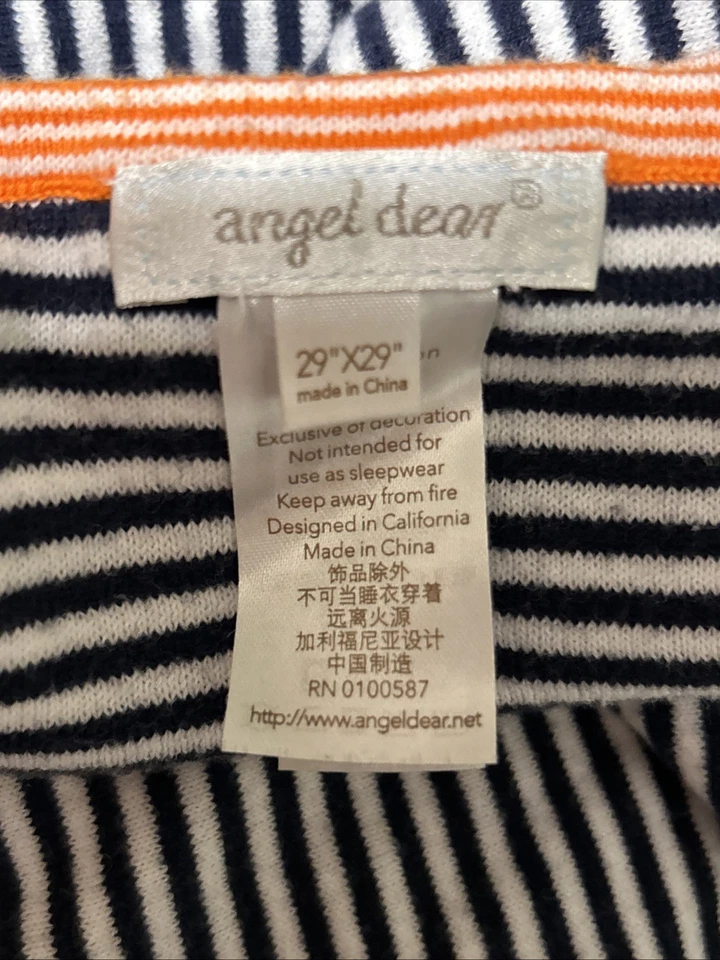 angel dear®
29"X29"
made in China
Exclusive of decoration
Not intended for
use as sleepwear
Keep away from fire
Designed in California
Made in China
饰品除外
不可当睡衣穿着
远离火源
加利福尼亚设计
中国制造
RN 0100587
http://www.angeldear.net